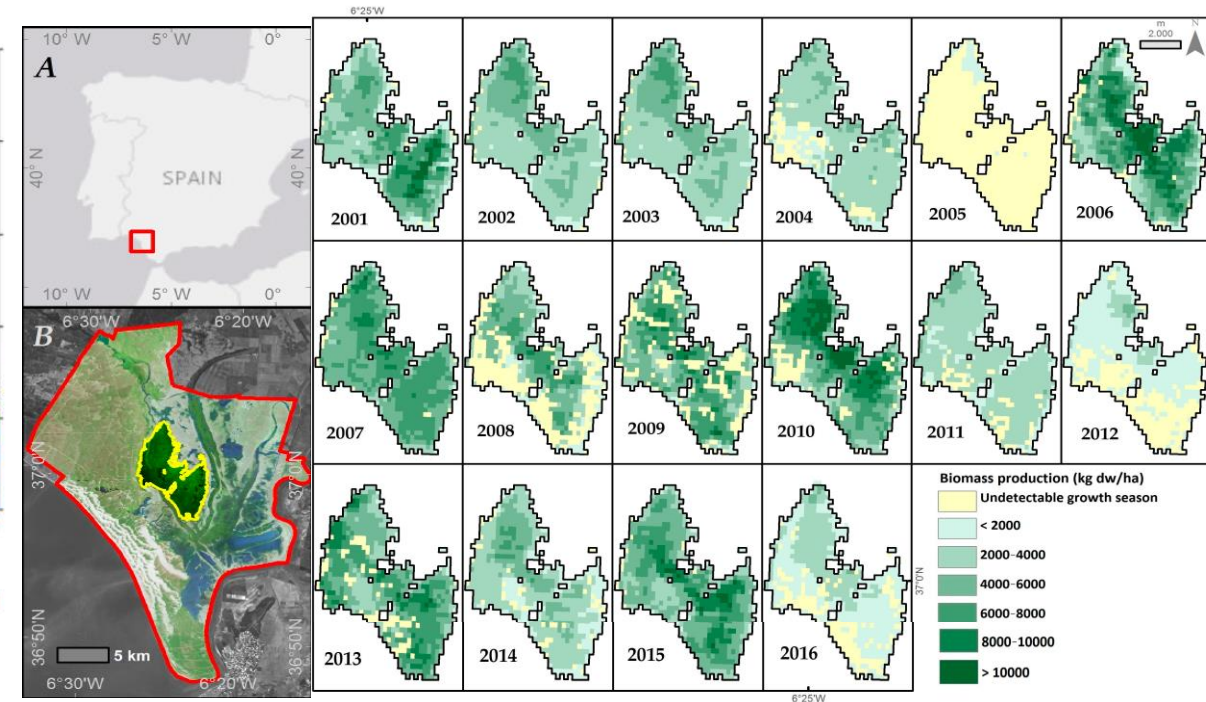 10° W 5° W 0°
A
40° N
40° N
SPAIN
10° W 5° W 0°
6°30'W 6°20'W
B
37°0'N
37°0'N
36°50'N
36°50'N
5 km
6°30'W 6°20'W
6°25'W
m
2.000
N
2001
2002
2003
2004
2005
2006
2007
2008
2009
2010
2011
2012
2013
2014
2015
2016
37°0'N
6°25'W
Biomass production (kg dw/ha)
Undetectable growth season
< 2000
2000-4000
4000-6000
6000-8000
8000-10000
> 10000